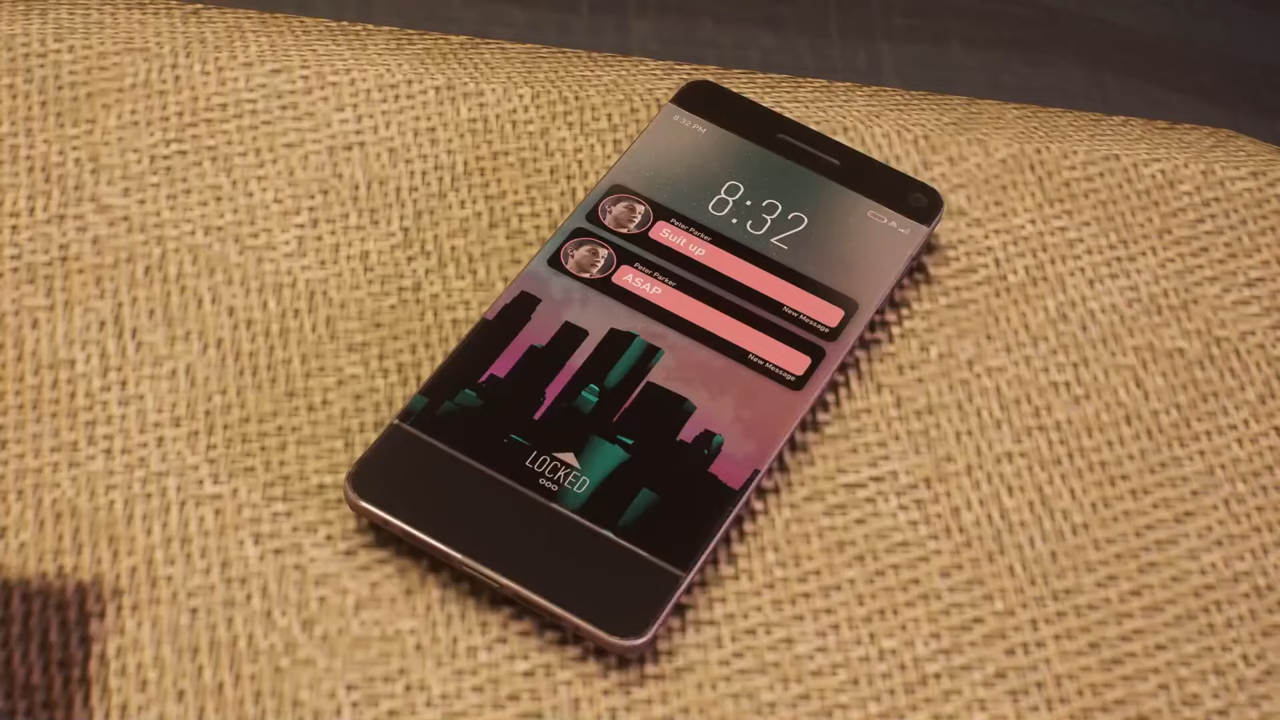 8:32 PM
8:32
Peter Parker
Suit up
New Message
Peter Parker
ASAP
New Message
LOCKED